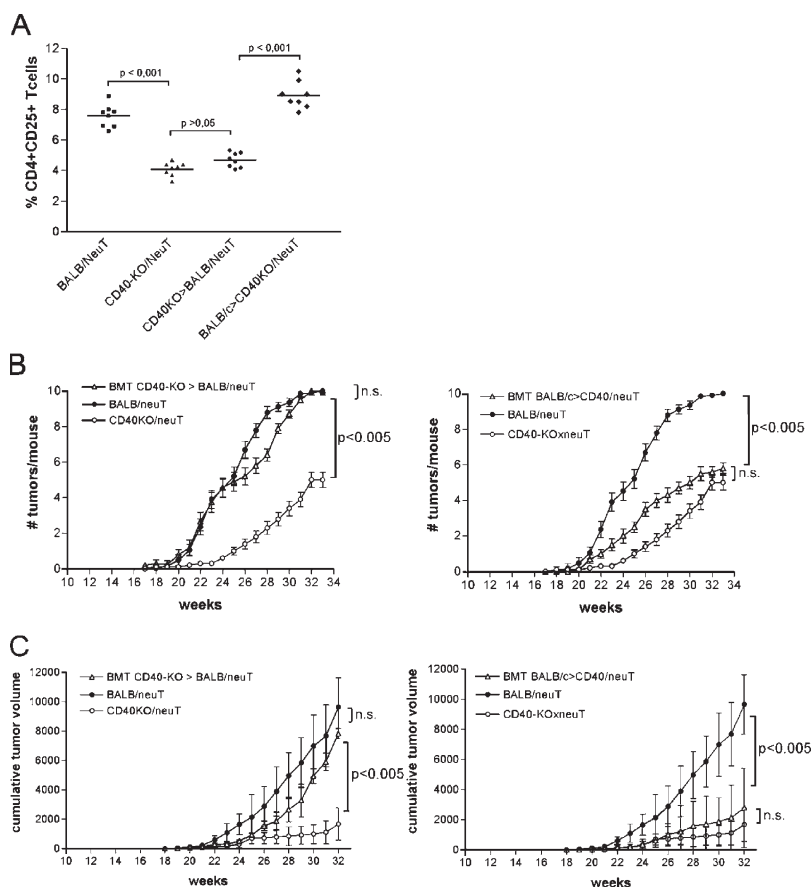 A
% CD4+CD25+ Tcells
12
10
8
6
4
2
0
p < 0,001
p >0,05
p < 0,001
BALB/NeuT
CD40-KO/NeuT
CD40KO>BALB/NeuT
BALB/c>CD40KO/NeuT
B
# tumors/mouse
10
8
6
4
2
0
BMT CD40-KO > BALB/neuT
BALB/neuT
CD40KO/neuT
n.s.
p<0.005
10 12 14 16 18 20 22 24 26 28 30 32 34
weeks
# tumors/mouse
10
8
6
4
2
0
BMT BALB/c>CD40/neuT
BALB/neuT
CD40-KOxneuT
p<0.005
n.s.
10 12 14 16 18 20 22 24 26 28 30 32 34
weeks
C
cumulative tumor volume
12000
10000
8000
6000
4000
2000
0
BMT CD40-KO > BALB/neuT
BALB/neuT
CD40KO/neuT
n.s.
p<0.005
10 12 14 16 18 20 22 24 26 28 30 32
weeks
cumulative tumor volume
12000
10000
8000
6000
4000
2000
0
BMT BALB/c>CD40/neuT
BALB/neuT
CD40-KOxneuT
p<0.005
n.s.
10 12 14 16 18 20 22 24 26 28 30 32
weeks